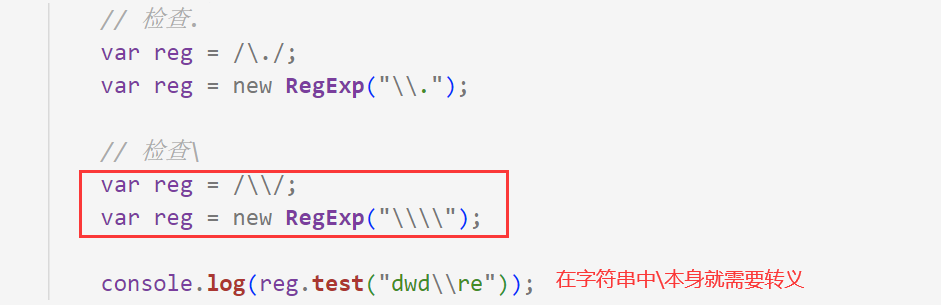 // 检查.
var reg = /\./;
var reg = new RegExp("\\.");
// 检查\
var reg = /\\/;
var reg = new RegExp("\\\\");
console.log(reg.test("dwd\\re")); 在字符串中\本身就需要转义